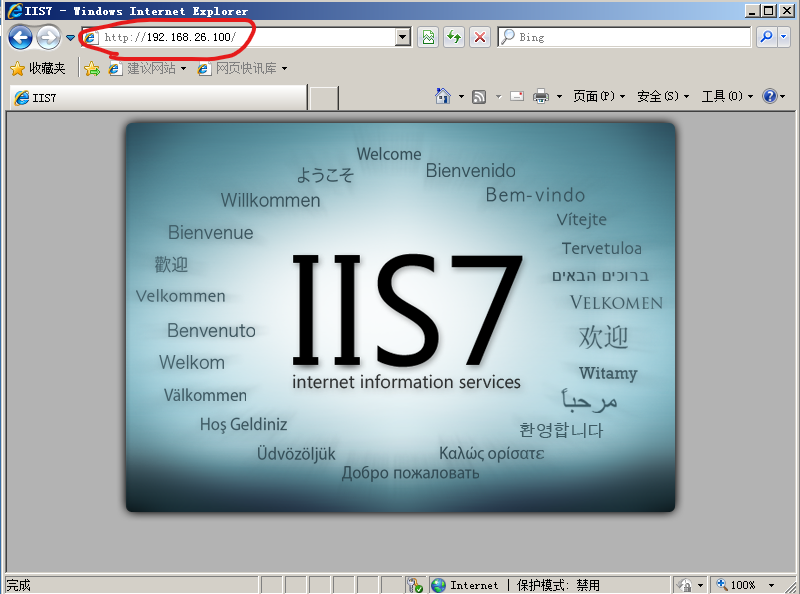 IIS7 - Windows Internet Explorer
http://192.168.26.100/
Bing
收藏夹
建议网站
网页快讯库
IIS7
页面(P)
安全(S)
工具(O)
Welcome
ようこそ
Bienvenido
Willkommen
Bem-vindo
Vítejte
Bienvenue
Tervetuloa
歡迎
ברוכים הבאים
Velkommen
VELKOMEN
IIS7
Benvenuto
欢迎
Welkom
Witamy
internet information services
Välkommen
مرحباً
Hoş Geldiniz
환영합니다
Üdvözöljük
Καλώς ορίσατε
Добро пожаловать
完成
Internet | 保护模式: 禁用
100%